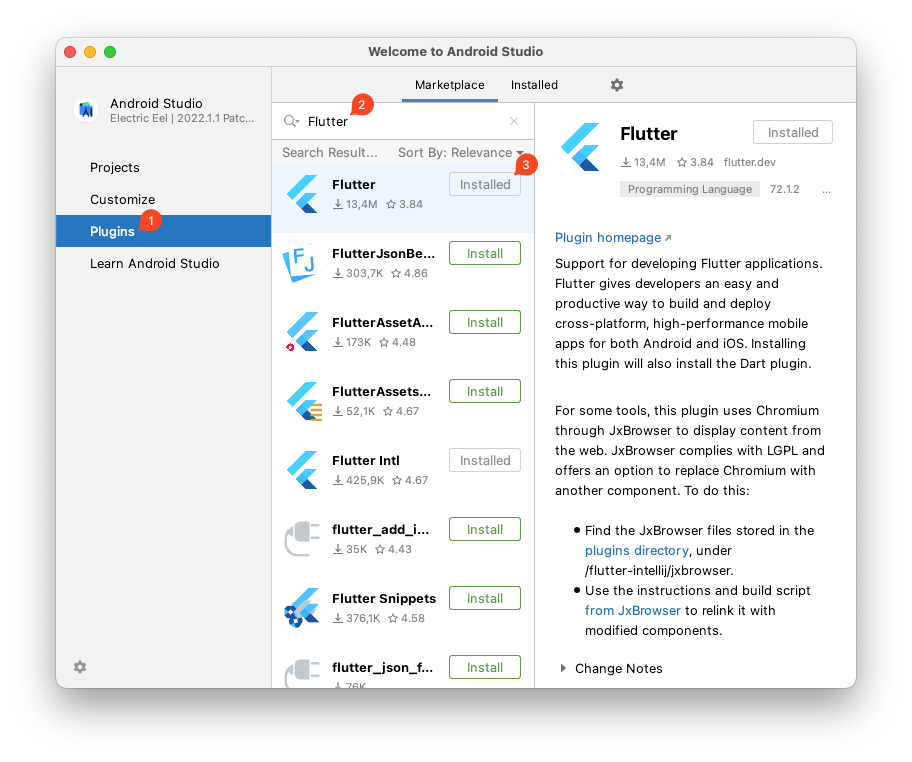 Welcome to Android Studio
Android Studio
Electric Eel | 2022.1.1 Patc...
Projects
Customize
Plugins
1
Learn Android Studio
Marketplace
Installed
Flutter
2
Search Result...
Sort By: Relevance
3
Flutter
Installed
13,4M
3.84
FlutterJsonBe...
Install
303,7K
4.86
FlutterAssetA...
Install
173K
4.48
FlutterAssets...
Install
52,1K
4.67
Flutter Intl
Installed
425,9K
4.67
flutter_add_i...
Install
35K
4.43
Flutter Snippets
Install
376,1K
4.58
flutter_json_f...
Install
76K
Flutter
Installed
13,4M
3.84
flutter.dev
Programming Language
72.1.2
...
Plugin homepage
Support for developing Flutter applications.
Flutter gives developers an easy and
productive way to build and deploy
cross-platform, high-performance mobile
apps for both Android and iOS. Installing
this plugin will also install the Dart plugin.
For some tools, this plugin uses Chromium
through JxBrowser to display content from
the web. JxBrowser complies with LGPL and
offers an option to replace Chromium with
another component. To do this:
Find the JxBrowser files stored in the
plugins directory, under
/flutter-intellij/jxbrowser.
Use the instructions and build script
from JxBrowser to relink it with
modified components.
Change Notes